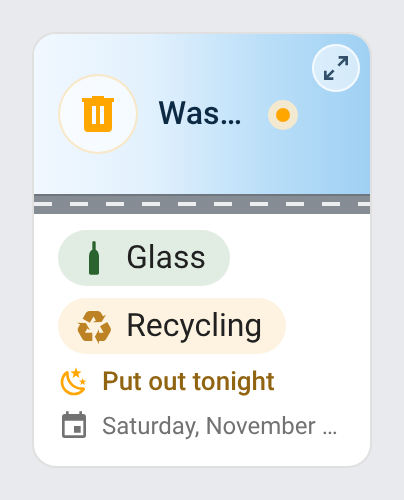 Was...
Glass
Recycling
Put out tonight
Saturday, November ...